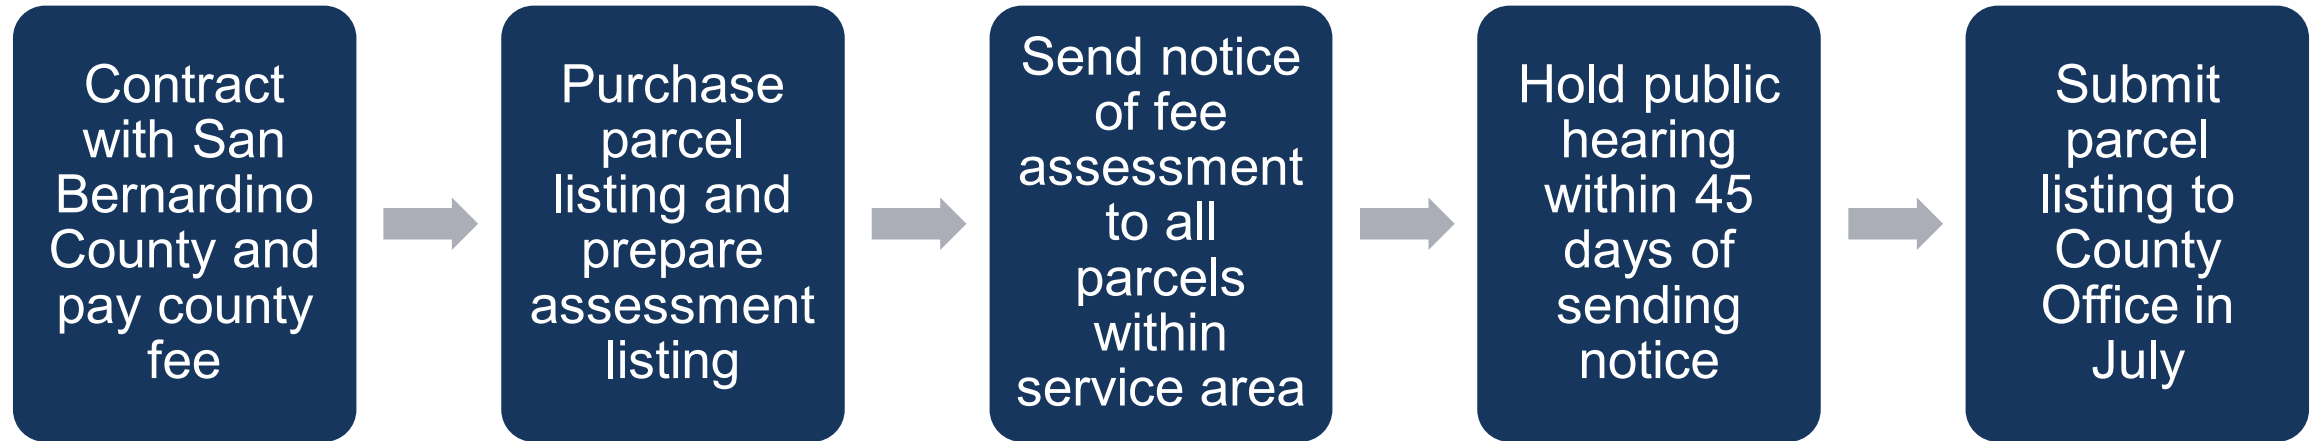 Contract
with San
Bernardino
County and
pay county
fee
Purchase
parcel
listing and
prepare
assessment
listing
Send notice
of fee
assessment
to all
parcels
within
service area
Hold public
hearing
within 45
days of
sending
notice
Submit
parcel
listing to
County
Office in
July